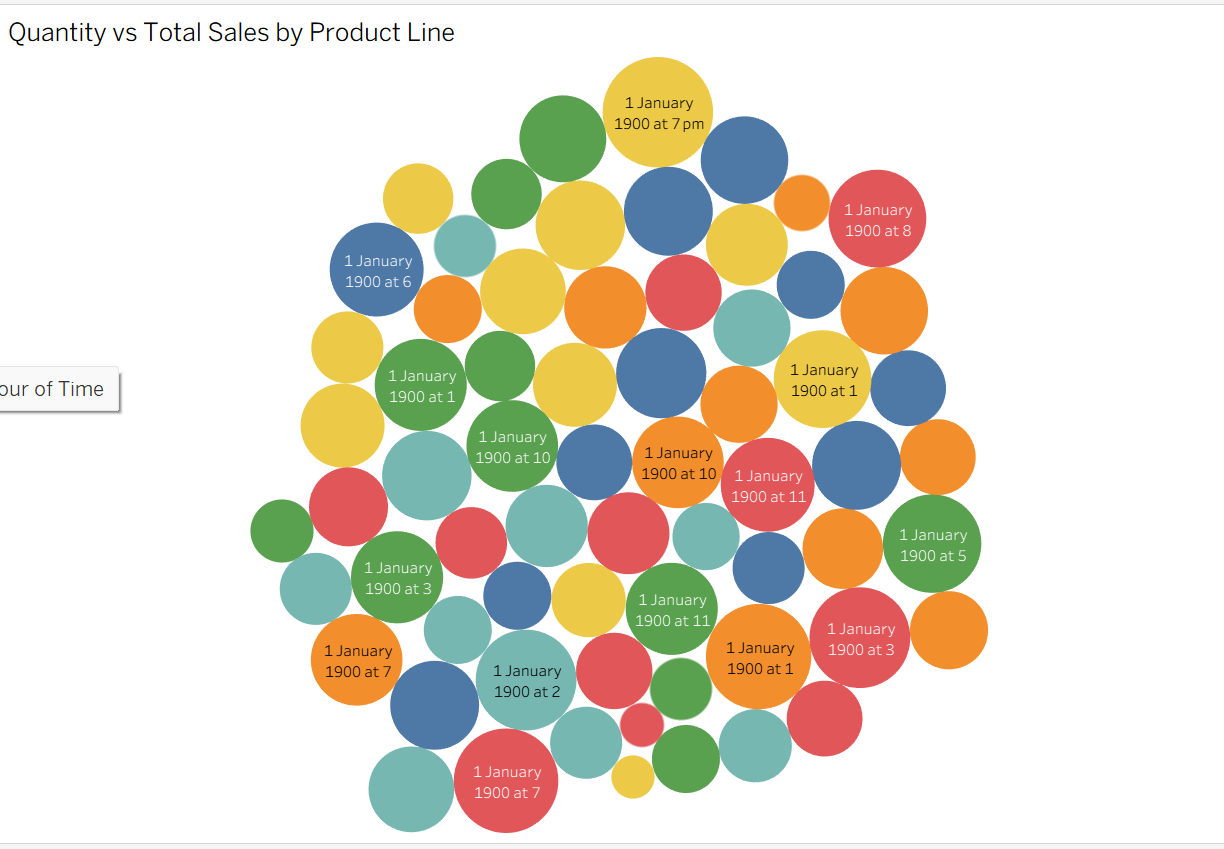 Quantity vs Total Sales by Product Line
1 January
1900 at 7 pm
1 January
1900 at 8
1 January
1900 at 6
1 January
1900 at 1
1 January
1900 at 1
our of Time
1 January
1900 at 10
1 January
1900 at 10
1 January
1900 at 11
1 January
1900 at 5
1 January
1900 at 3
1 January
1900 at 11
1 January
1900 at 3
1 January
1900 at 7
1 January
1900 at 2
1 January
1900 at 1
1 January
1900 at 7